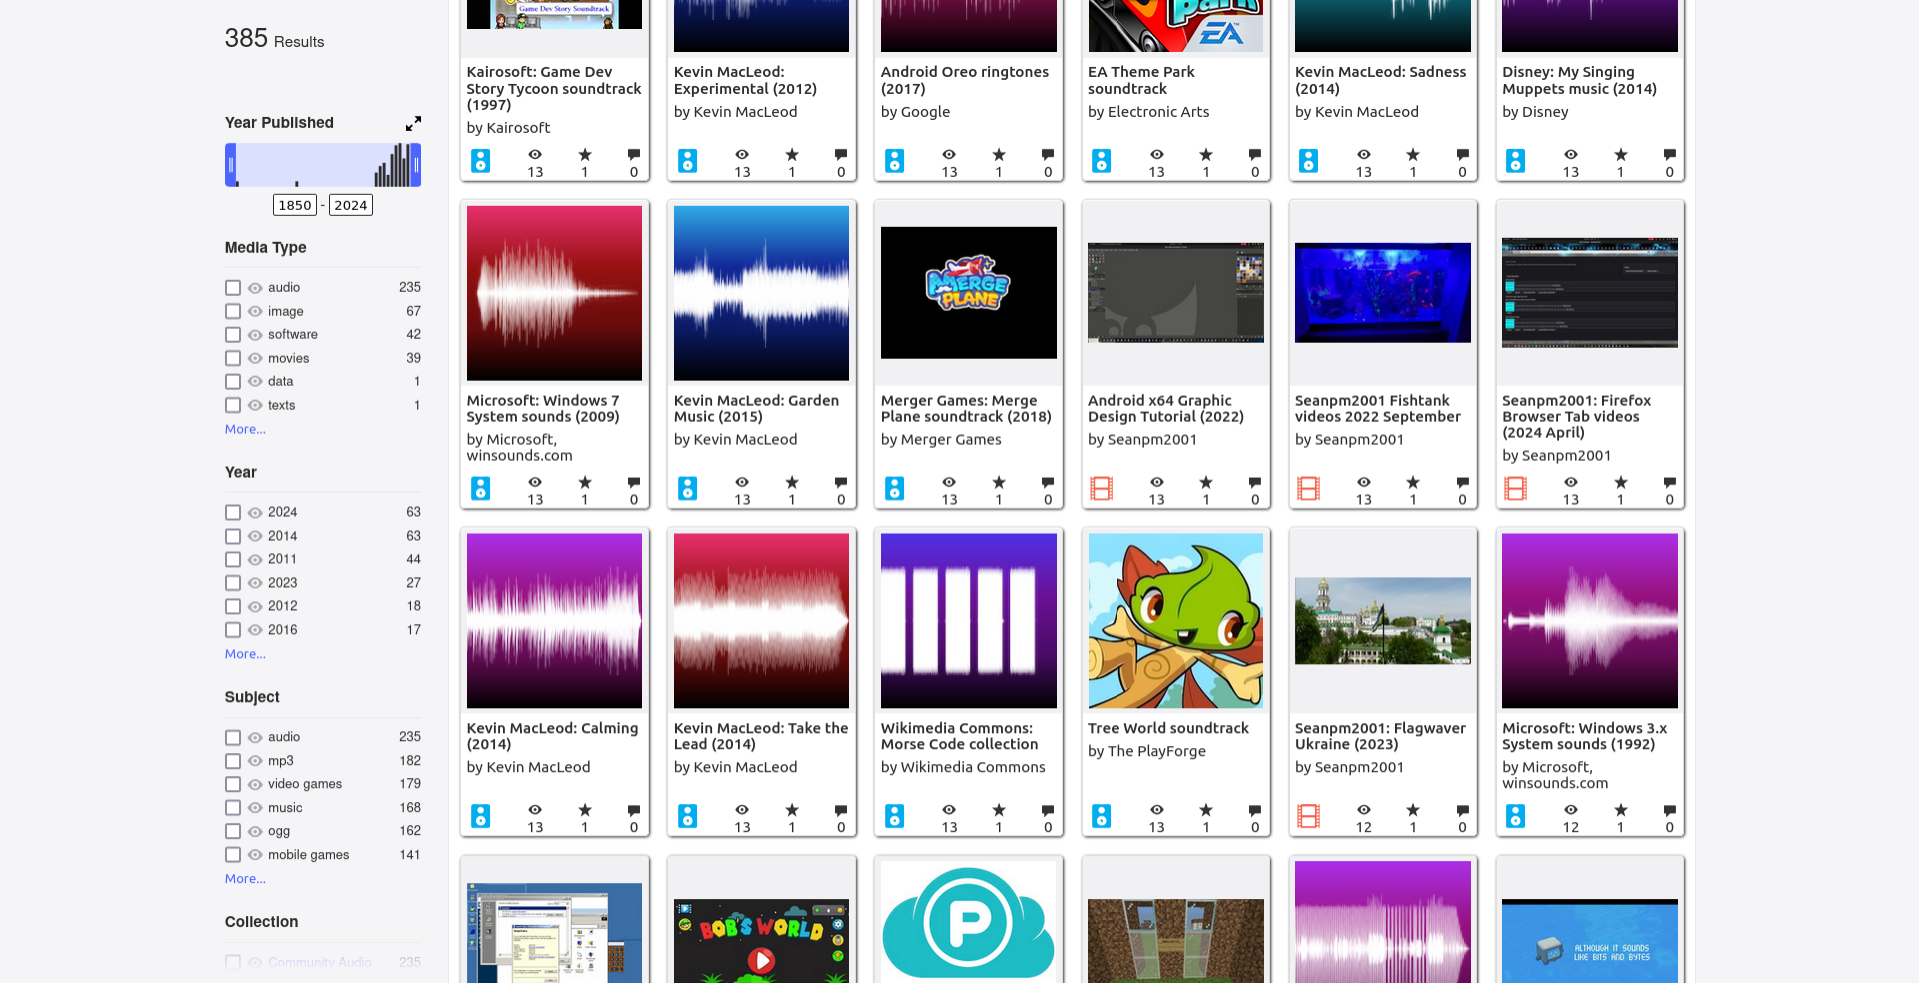 385 Results
Year Published
1850 - 2024
Media Type
audio 235
image 67
software 42
movies 39
data 1
texts 1
More...
Year
2024 63
2014 63
2011 44
2023 27
2012 18
2016 17
More...
Subject
audio 235
mp3 182
video games 179
music 168
ogg 162
mobile games 141
More...
Collection
Community Audio 235
Game Dev Story Soundtrack
Kairosoft: Game Dev
Story Tycoon soundtrack
(1997)
by Kairosoft
13 1 0
Kevin MacLeod:
Experimental (2012)
by Kevin MacLeod
13 1 0
Android Oreo ringtones
(2017)
by Google
13 1 0
Park
EA
EA Theme Park
soundtrack
by Electronic Arts
13 1 0
Kevin MacLeod: Sadness
(2014)
by Kevin MacLeod
13 1 0
Disney: My Singing
Muppets music (2014)
by Disney
13 1 0
Microsoft: Windows 7
System sounds (2009)
by Microsoft,
winsounds.com
13 1 0
Kevin MacLeod: Garden
Music (2015)
by Kevin MacLeod
13 1 0
MERGE
PLANE
Merger Games: Merge
Plane soundtrack (2018)
by Merger Games
13 1 0
Android x64 Graphic
Design Tutorial (2022)
by Seanpm2001
13 1 0
Seanpm2001 Fishtank
videos 2022 September
by Seanpm2001
13 1 0
Seanpm2001: Firefox
Browser Tab videos
(2024 April)
by Seanpm2001
13 1 0
Kevin MacLeod: Calming
(2014)
by Kevin MacLeod
13 1 0
Kevin MacLeod: Take the
Lead (2014)
by Kevin MacLeod
13 1 0
Wikimedia Commons:
Morse Code collection
by Wikimedia Commons
13 1 0
Tree World soundtrack
by The PlayForge
13 1 0
Seanpm2001: Flagwaver
Ukraine (2023)
by Seanpm2001
12 1 0
Microsoft: Windows 3.x
System sounds (1992)
by Microsoft,
winsounds.com
12 1 0
BOB'S WORLD
P
ALTHOUGH IT SOUNDS
LIKE BITS AND BYTES